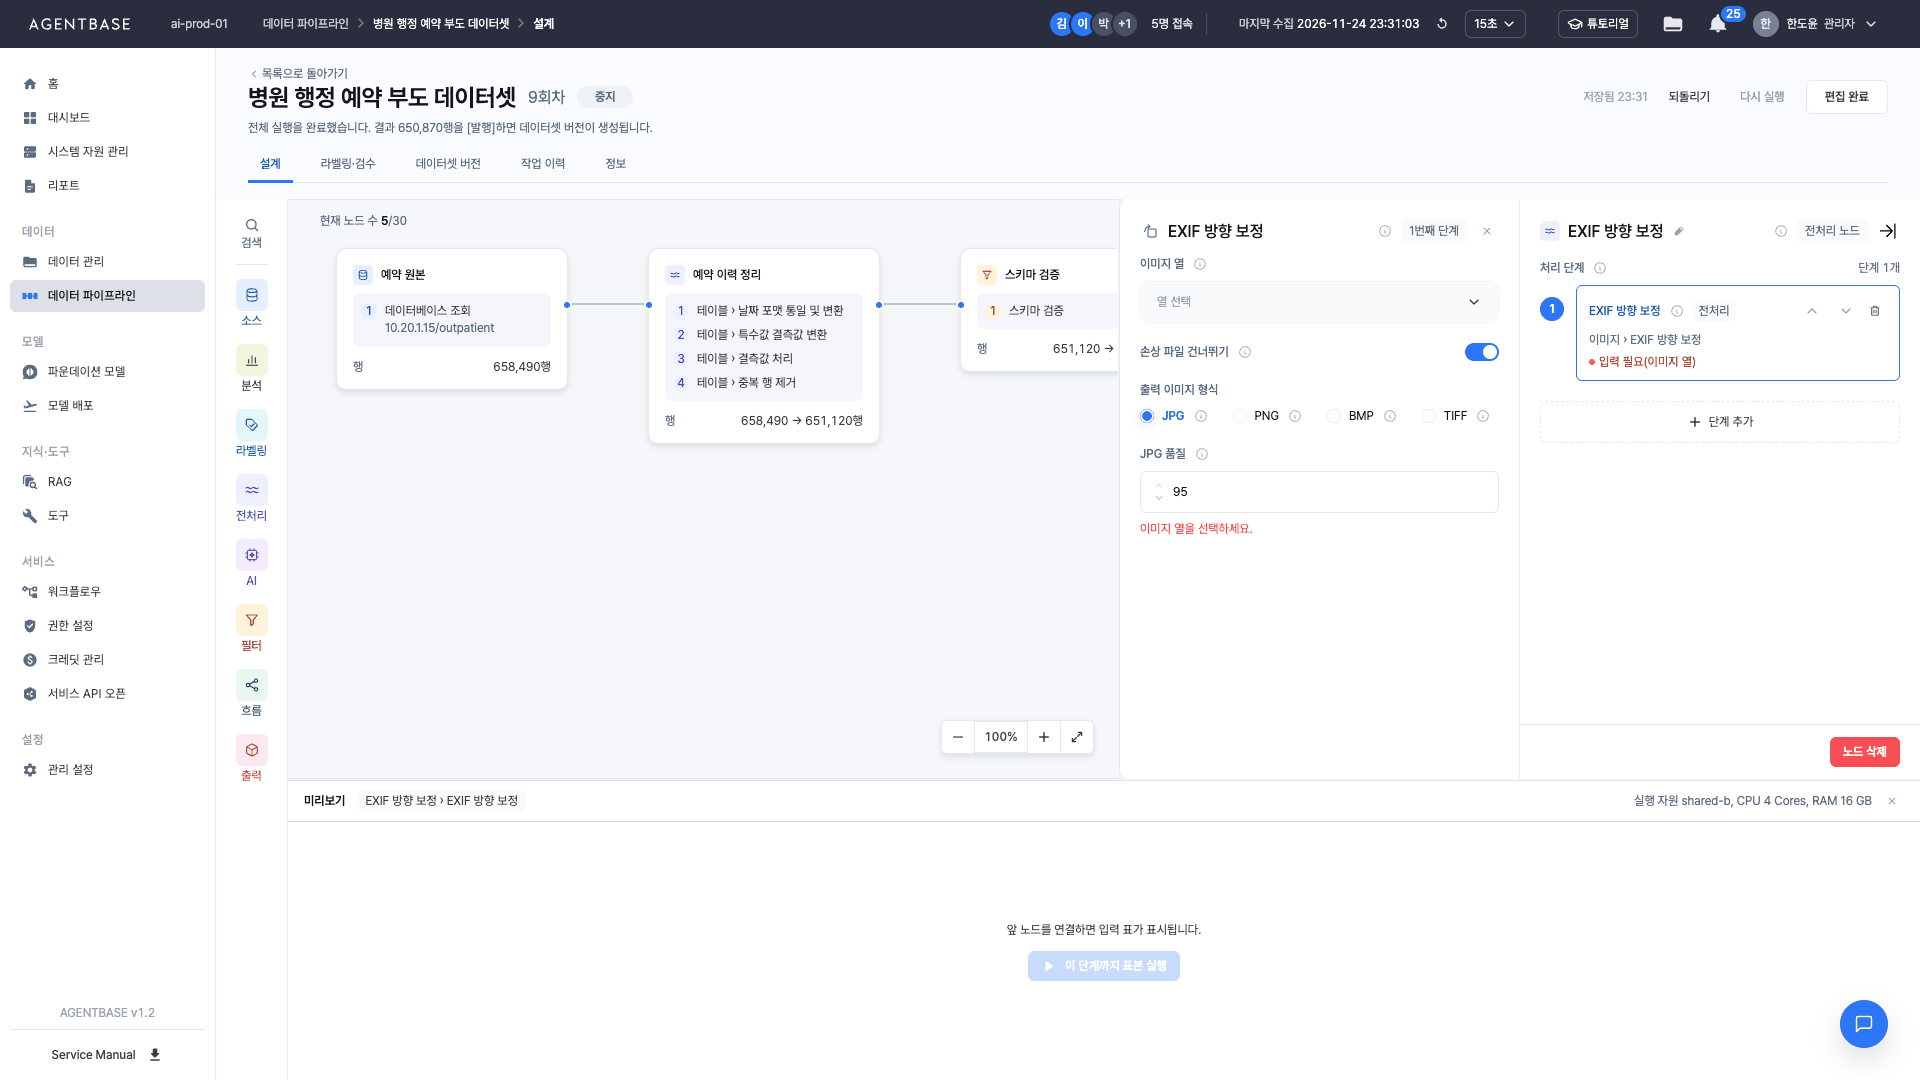 AGENTBASE
ai-prod-01
데이터 파이프라인 > 병원 행정 예약 부도 데이터셋 > 설계
김 이 박 +1 5명 접속
마지막 수집 2026-11-24 23:31:03
15초
튜토리얼
25
한 한도윤 관리자
홈
대시보드
시스템 자원 관리
리포트
데이터
데이터 관리
데이터 파이프라인
모델
파운데이션 모델
모델 배포
지식·도구
RAG
도구
서비스
워크플로우
권한 설정
크레딧 관리
서비스 API 오픈
설정
관리 설정
AGENTBASE v1.2
Service Manual
목록으로 돌아가기
병원 행정 예약 부도 데이터셋 9회차 중지
전체 실행을 완료했습니다. 결과 650,870행을 [발행]하면 데이터셋 버전이 생성됩니다.
저장됨 23:31 되돌리기 다시 실행 편집 완료
설계 라벨링·검수 데이터셋 버전 작업 이력 정보
검색
소스
분석
라벨링
전처리
AI
필터
흐름
출력
현재 노드 수 5/30
예약 원본
1 데이터베이스 조회
10.20.1.15/outpatient
행 658,490행
예약 이력 정리
1 테이블 › 날짜 포맷 통일 및 변환
2 테이블 › 특수값 결측값 변환
3 테이블 › 결측값 처리
4 테이블 › 중복 행 제거
행 658,490 → 651,120행
스키마 검증
1 스키마 검증
행 651,120 →
100%
EXIF 방향 보정 1번째 단계
이미지 열
열 선택
손상 파일 건너뛰기
출력 이미지 형식
JPG PNG BMP TIFF
JPG 품질
95
이미지 열을 선택하세요.
EXIF 방향 보정 전처리 노드
처리 단계 단계 1개
1 EXIF 방향 보정 전처리
이미지 › EXIF 방향 보정
입력 필요(이미지 열)
단계 추가
노드 삭제
미리보기 EXIF 방향 보정 › EXIF 방향 보정
실행 자원 shared-b, CPU 4 Cores, RAM 16 GB
앞 노드를 연결하면 입력 표가 표시됩니다.
이 단계까지 표본 실행